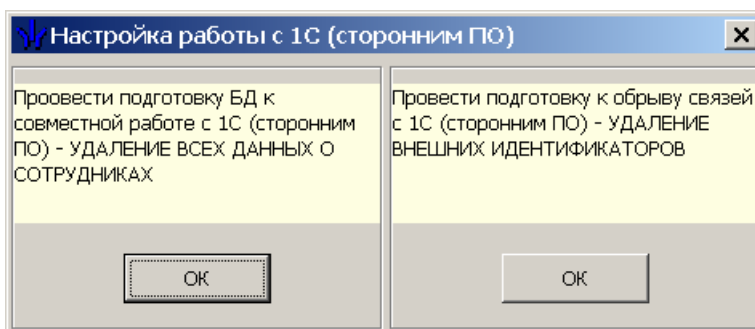 Настройка работы с 1С (сторонним ПО)
Проовести подготовку БД к
совместной работе с 1С (сторонним
ПО) - УДАЛЕНИЕ ВСЕХ ДАННЫХ О
СОТРУДНИКАХ
ОК
Провести подготовку к обрыву связей
с 1С (сторонним ПО) - УДАЛЕНИЕ
ВНЕШНИХ ИДЕНТИФИКАТОРОВ
ОК